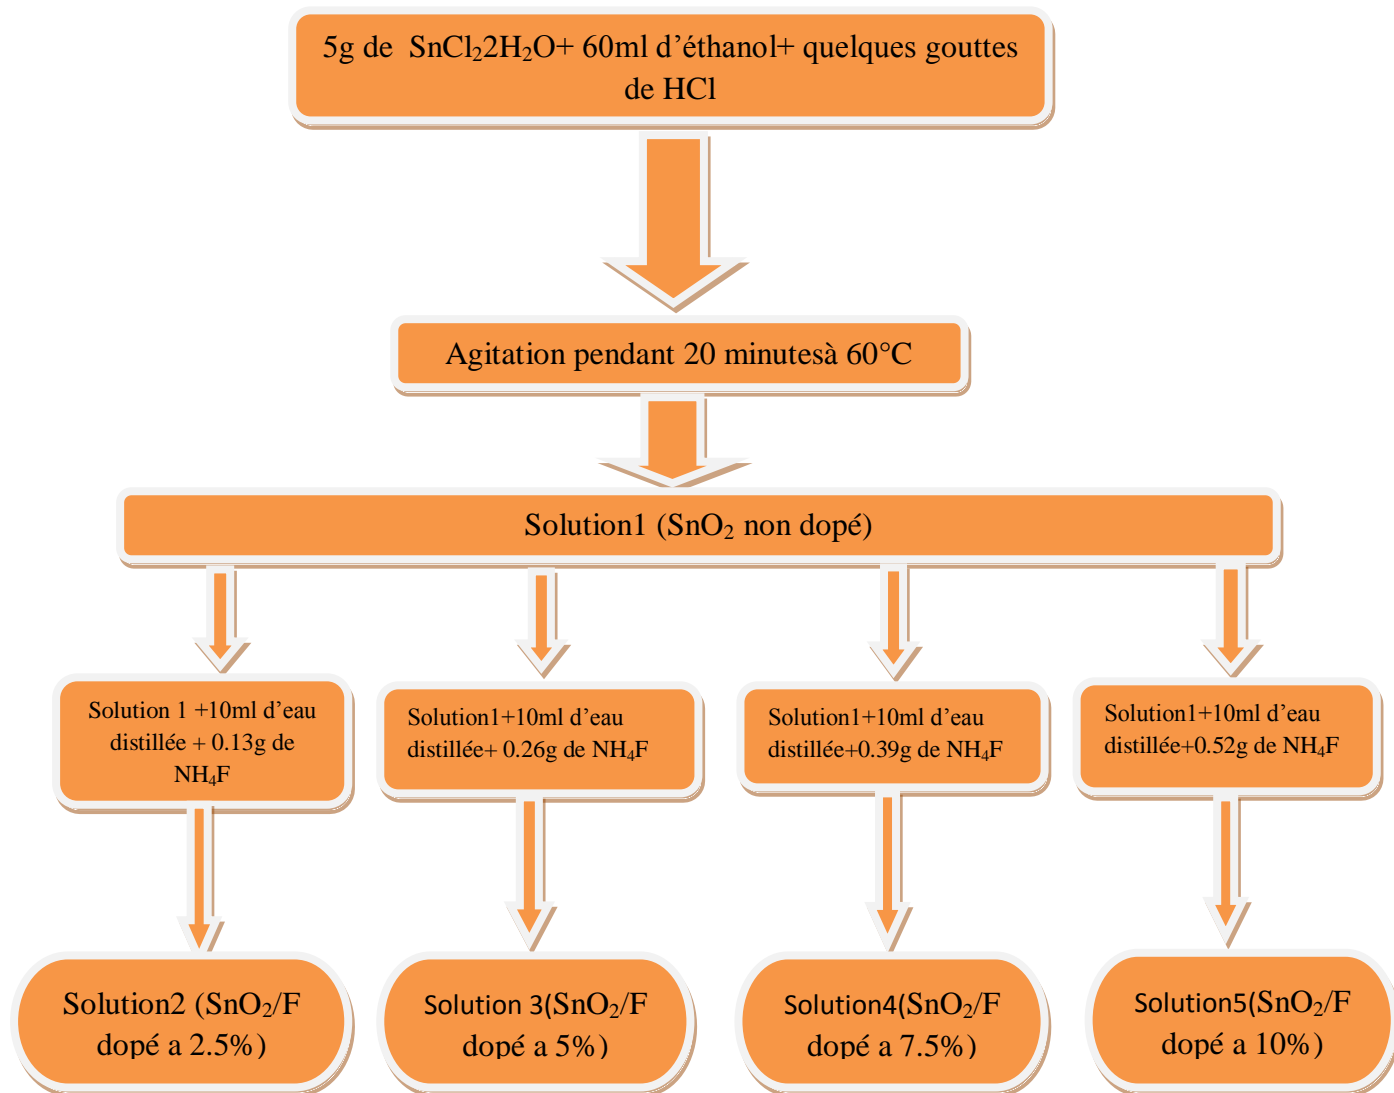 5g de SnCl₂2H₂O+ 60ml d’éthanol+ quelques gouttes
de HCl
Agitation pendant 20 minutesà 60°C
Solution1 (SnO₂ non dopé)
Solution 1 +10ml d’eau
distillée + 0.13g de
NH₄F
Solution1+10ml d’eau
distillée+ 0.26g de NH₄F
Solution1+10ml d’eau
distillée+0.39g de NH₄F
Solution1+10ml d’eau
distillée+0.52g de NH₄F
Solution2 (SnO₂/F
dopé a 2.5%)
Solution 3(SnO₂/F
dopé a 5%)
Solution4(SnO₂/F
dopé a 7.5%)
Solution5(SnO₂/F
dopé a 10%)